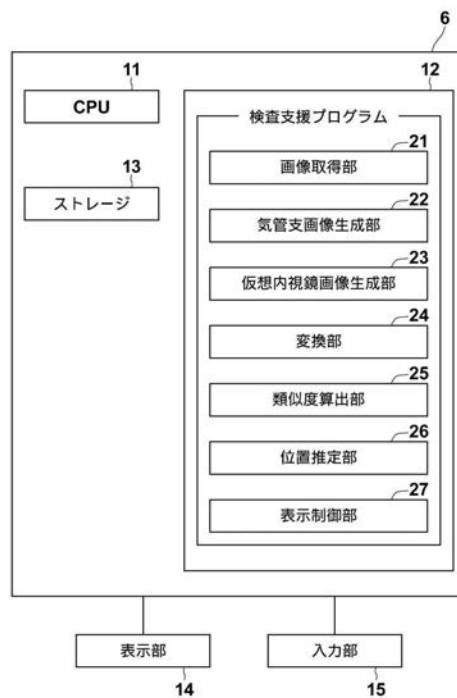 6
11
12
CPU
検査支援プログラム
21
画像取得部
13
22
ストレージ
気管支画像生成部
23
仮想内視鏡画像生成部
24
変換部
25
類似度算出部
26
位置推定部
27
表示制御部
表示部
入力部
14
15